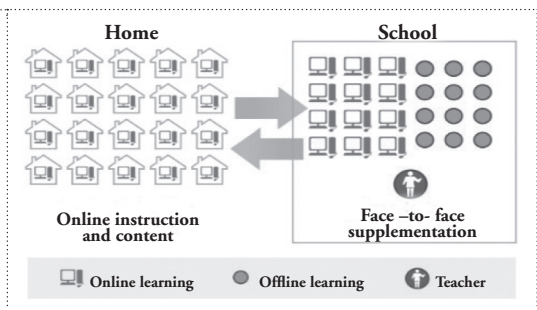 Home
School
Online instruction
and content
Face –to- face
supplementation
Online learning
Offline learning
Teacher